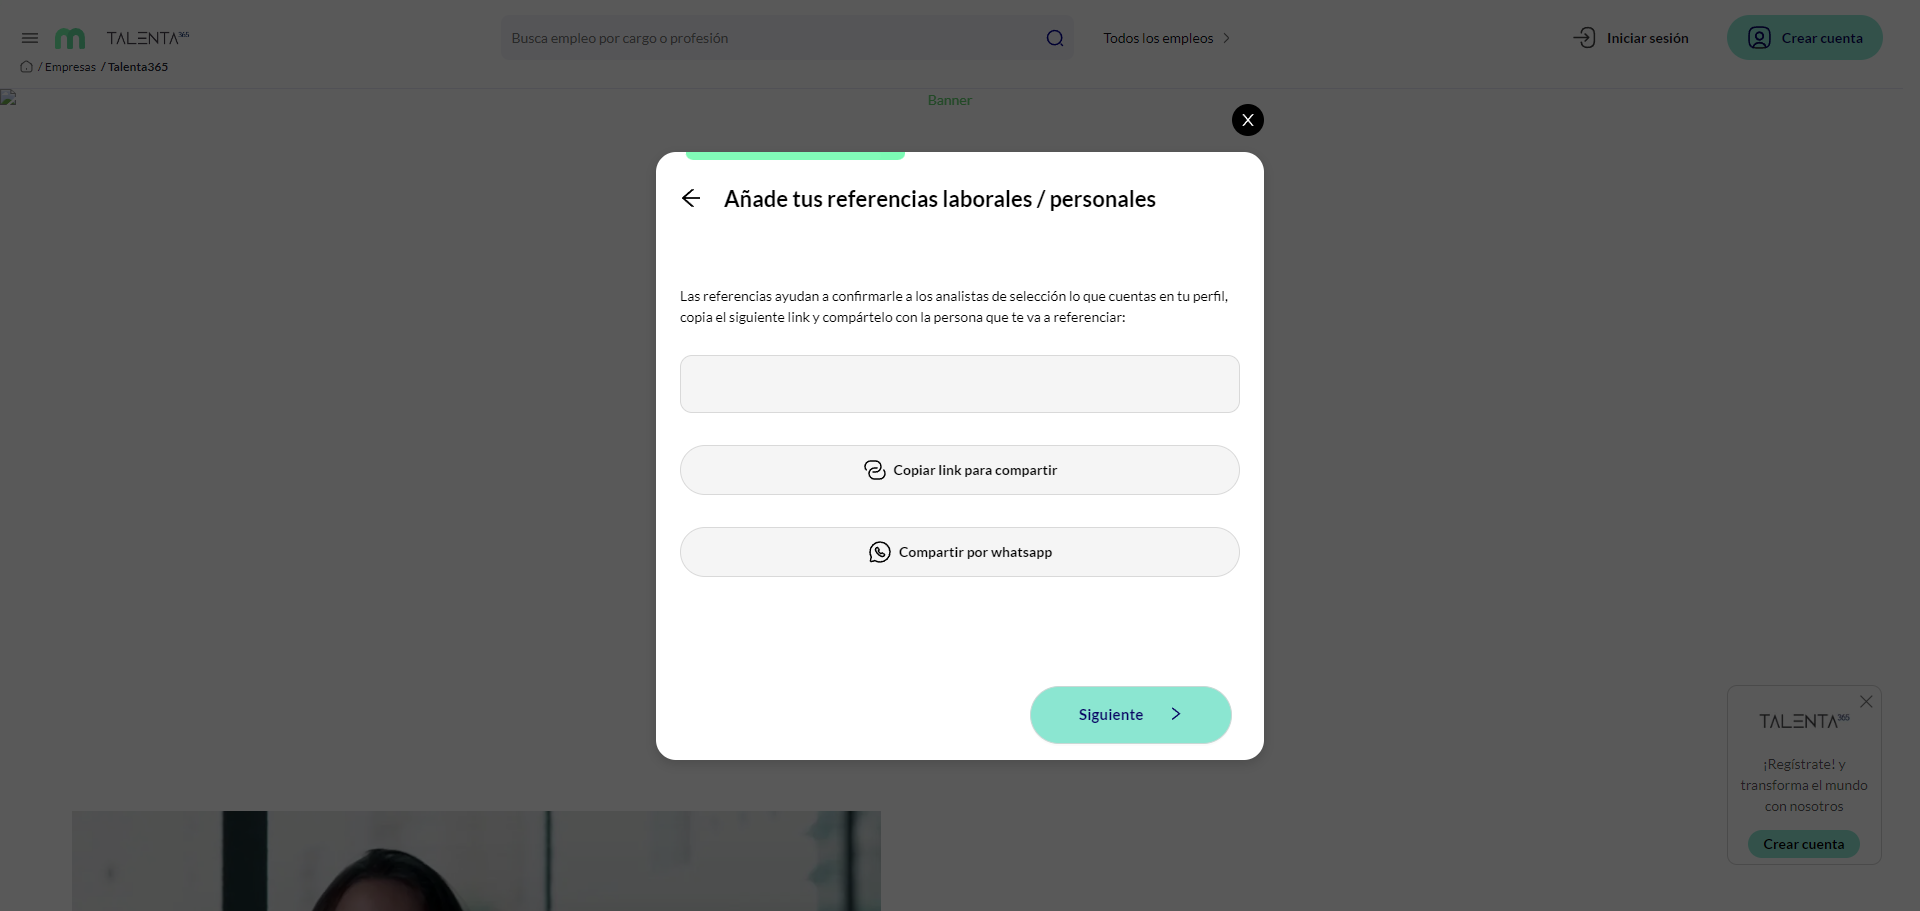 TALENTA365
Busca empleo por cargo o profesión
Todos los empleos
Iniciar sesión
Crear cuenta
/ Empresas / Talenta365
Banner
X
Añade tus referencias laborales / personales
Las referencias ayudan a confirmarle a los analistas de selección lo que cuentas en tu perfil,
copia el siguiente link y compártelo con la persona que te va a referenciar:
Copiar link para compartir
Compartir por whatsapp
Siguiente
TALENTA365
¡Regístrate! y
transforma el mundo
con nosotros
Crear cuenta